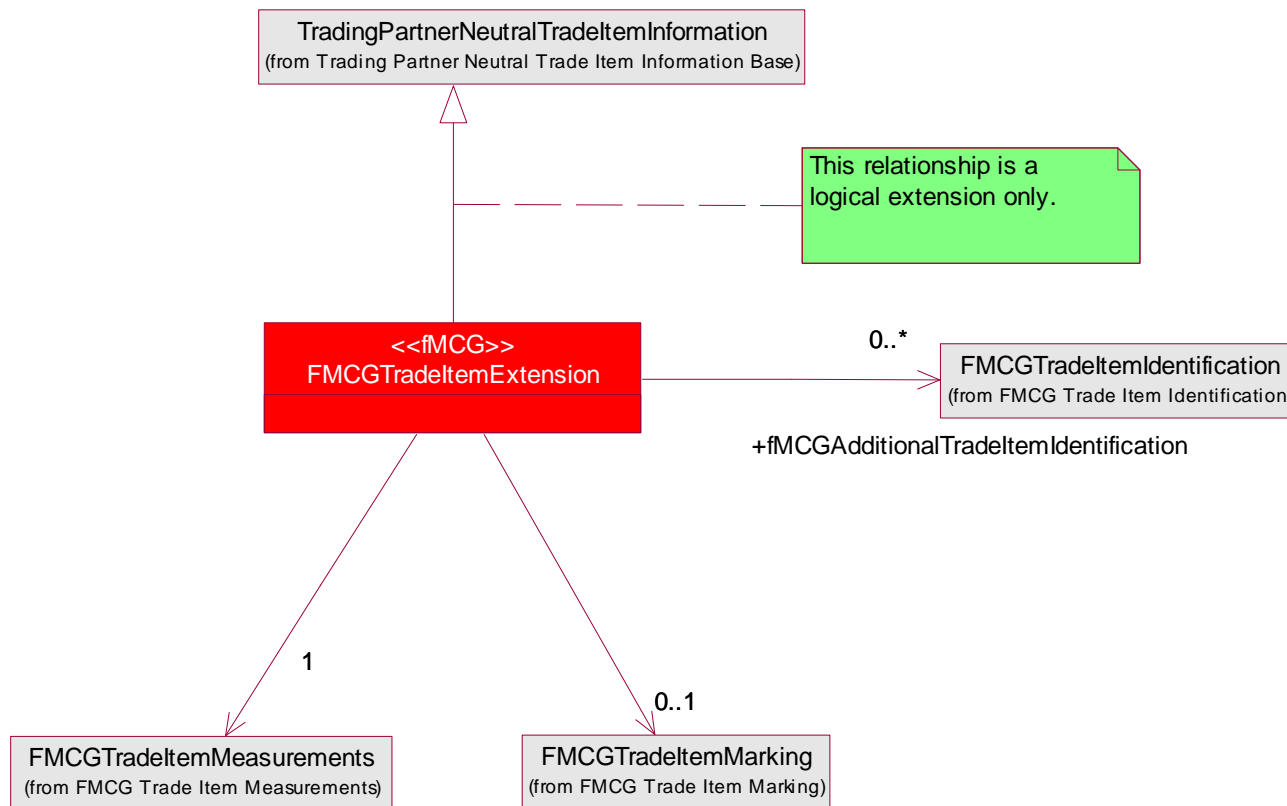 TradingPartnerNeutralTradeItemInformation
(from Trading Partner Neutral Trade Item Information Base)
This relationship is a
logical extension only.
<<fMCG>>
FMCGTradeItemExtension
0..*
FMCGTradeItemIdentification
(from FMCG Trade Item Identification
+fMCGAdditionalTradeItemIdentification
1
0..1
FMCGTradeItemMeasurements
(from FMCG Trade Item Measurements)
FMCGTradeItemMarking
(from FMCG Trade Item Marking)